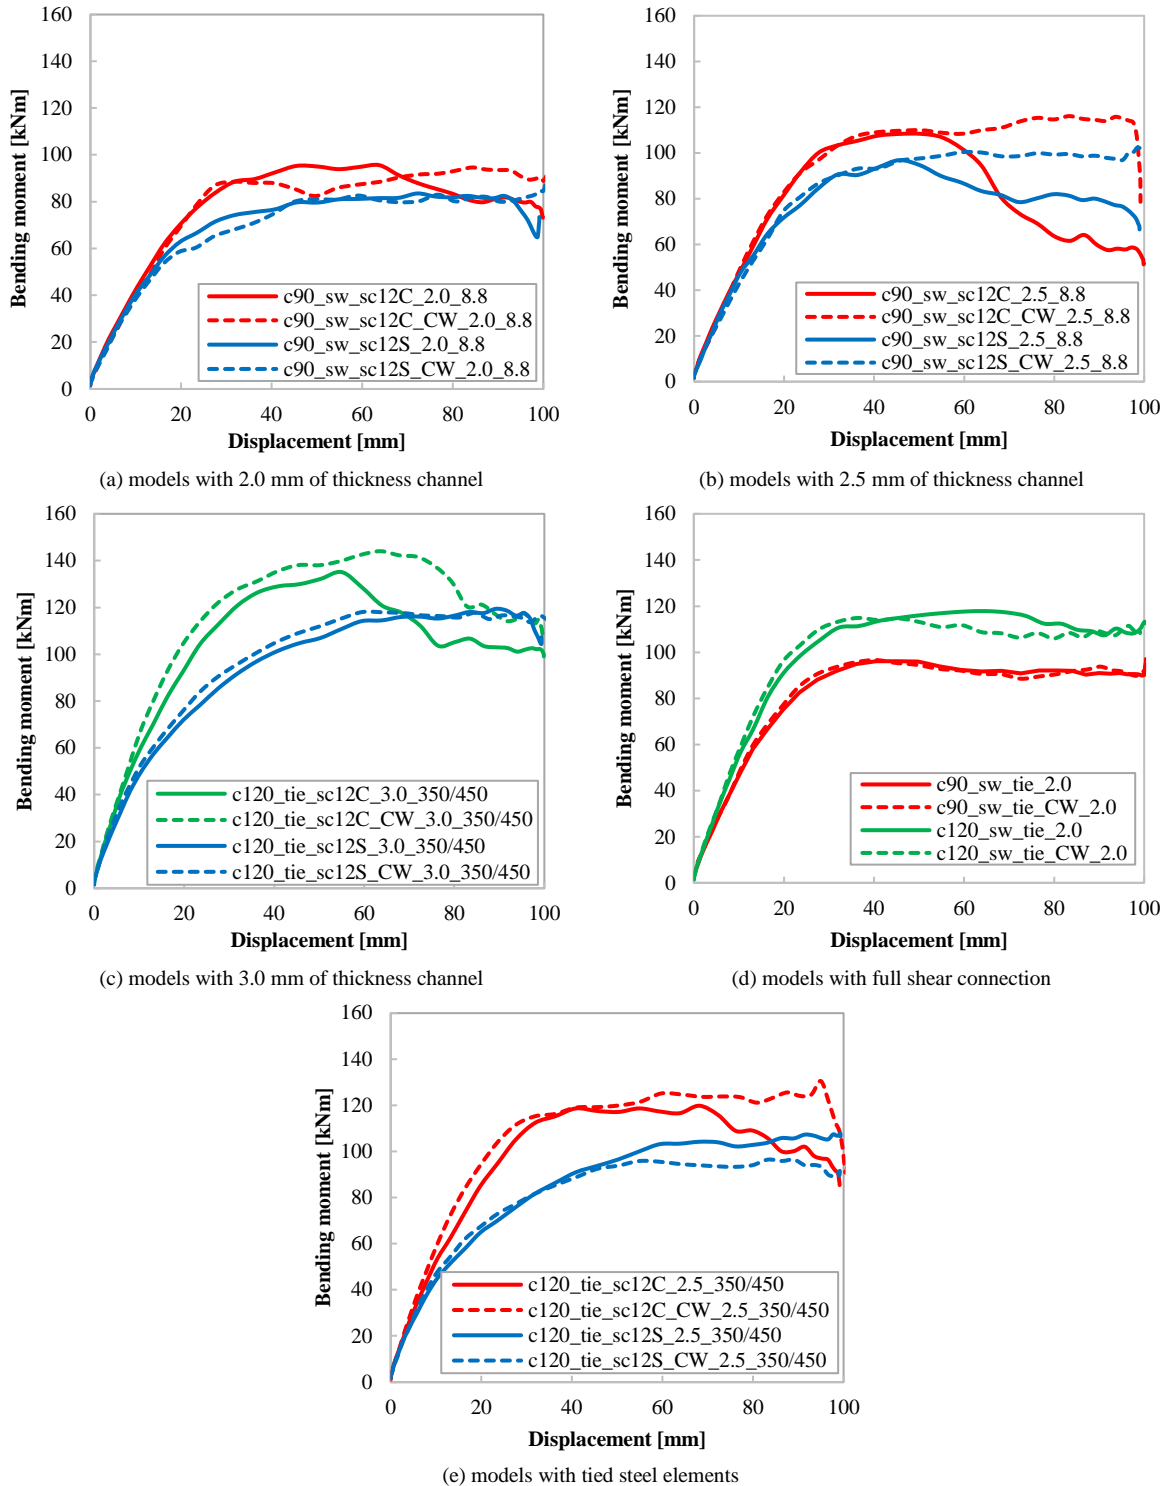 160
140
120
100
80
60
40
20
0
Bending moment [kNm]
c90_sw_sc12C_2.0_8.8
c90_sw_sc12C_CW_2.0_8.8
c90_sw_sc12S_2.0_8.8
c90_sw_sc12S_CW_2.0_8.8
0 20 40 60 80 100
Displacement [mm]
(a) models with 2.0 mm of thickness channel
160
140
120
100
80
60
40
20
0
Bending moment [kNm]
c90_sw_sc12C_2.5_8.8
c90_sw_sc12C_CW_2.5_8.8
c90_sw_sc12S_2.5_8.8
c90_sw_sc12S_CW_2.5_8.8
0 20 40 60 80 100
Displacement [mm]
(b) models with 2.5 mm of thickness channel
160
140
120
100
80
60
40
20
0
Bending moment [kNm]
c120_tie_sc12C_3.0_350/450
c120_tie_sc12C_CW_3.0_350/450
c120_tie_sc12S_3.0_350/450
c120_tie_sc12S_CW_3.0_350/450
0 20 40 60 80 100
Displacement [mm]
(c) models with 3.0 mm of thickness channel
160
140
120
100
80
60
40
20
0
Bending moment [kNm]
c90_sw_tie_2.0
c90_sw_tie_CW_2.0
c120_sw_tie_2.0
c120_sw_tie_CW_2.0
0 20 40 60 80 100
Displacement [mm]
(d) models with full shear connection
160
140
120
100
80
60
40
20
0
Bending moment [kNm]
c120_tie_sc12C_2.5_350/450
c120_tie_sc12C_CW_2.5_350/450
c120_tie_sc12S_2.5_350/450
c120_tie_sc12S_CW_2.5_350/450
0 20 40 60 80 100
Displacement [mm]
(e) models with tied steel elements